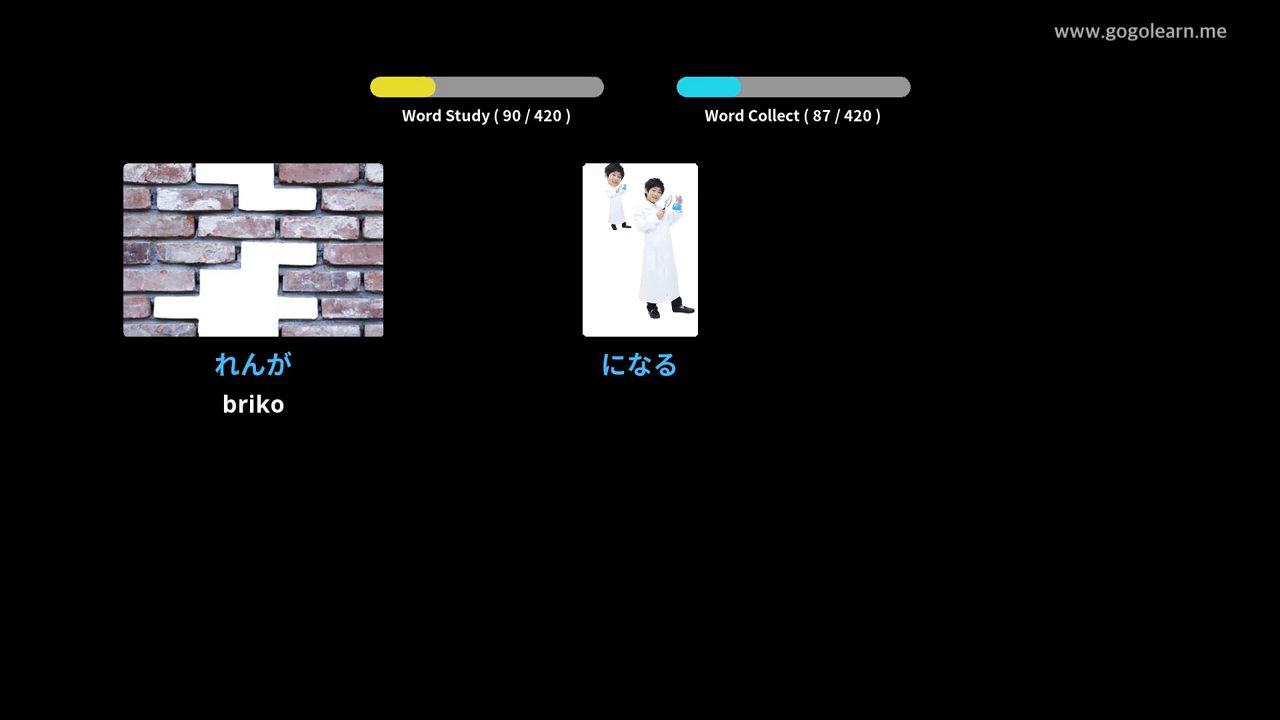 www.gogolearn.me
Word Study ( 90 / 420 )
Word Collect ( 87 / 420 )
れんが
briko
になる